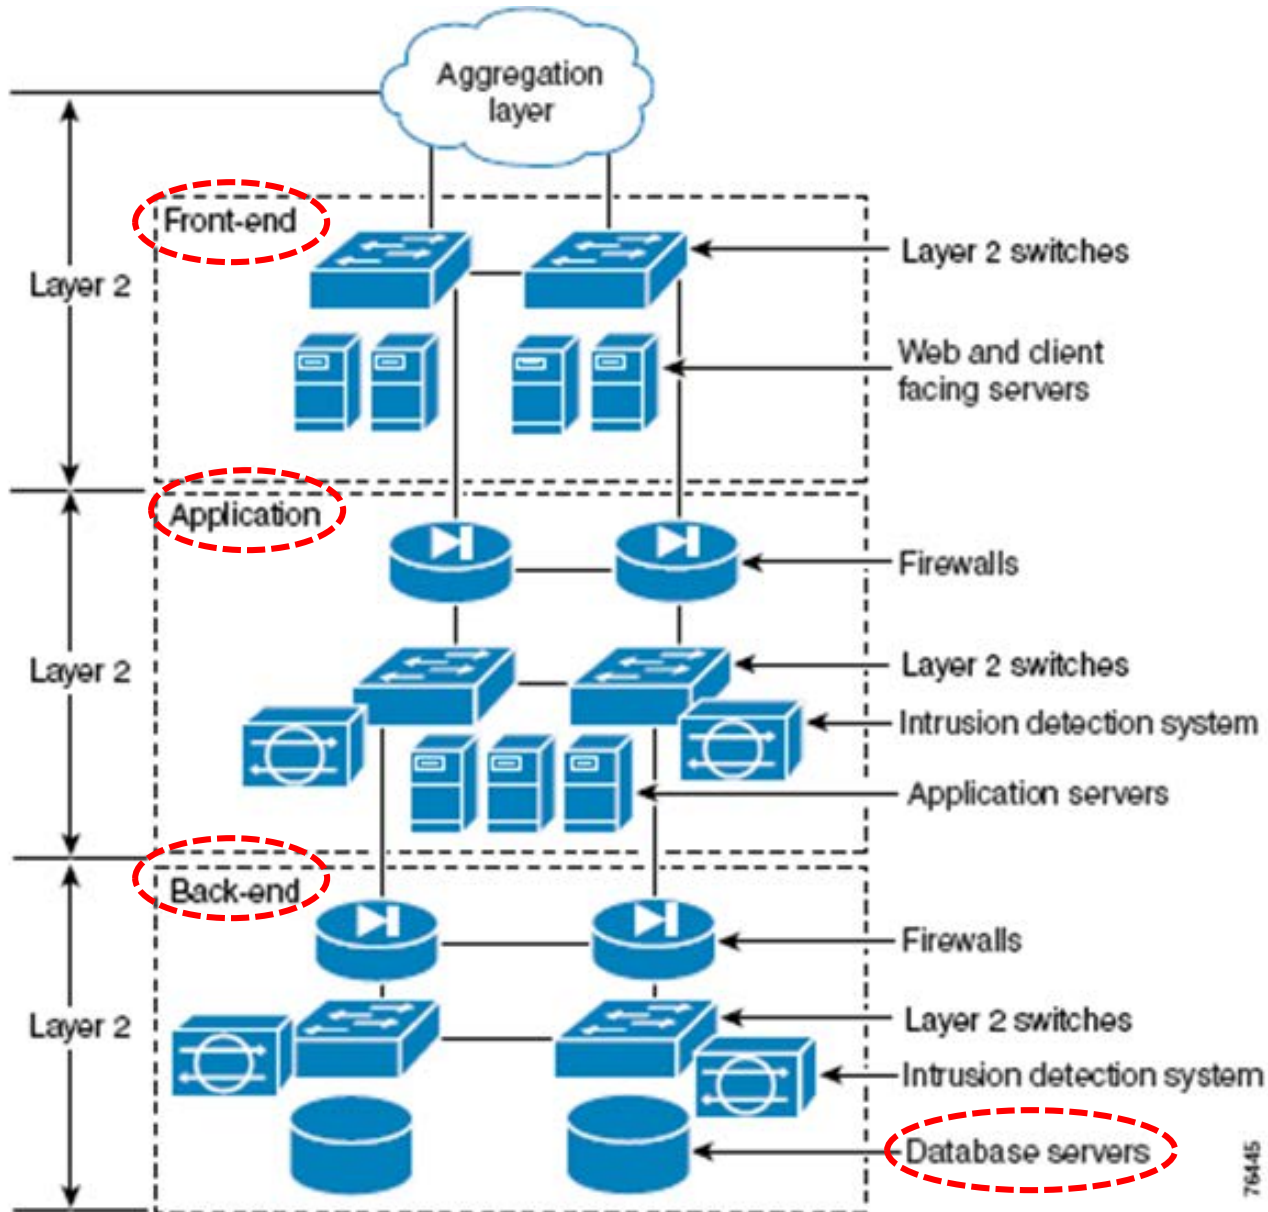 Aggregation
layer
Front-end
Layer 2 switches
Layer 2
Web and client
facing servers
Application
Firewalls
Layer 2 switches
Layer 2
Intrusion detection system
Application servers
Back-end
Firewalls
Layer 2 switches
Layer 2
Intrusion detection system
Database servers
76445